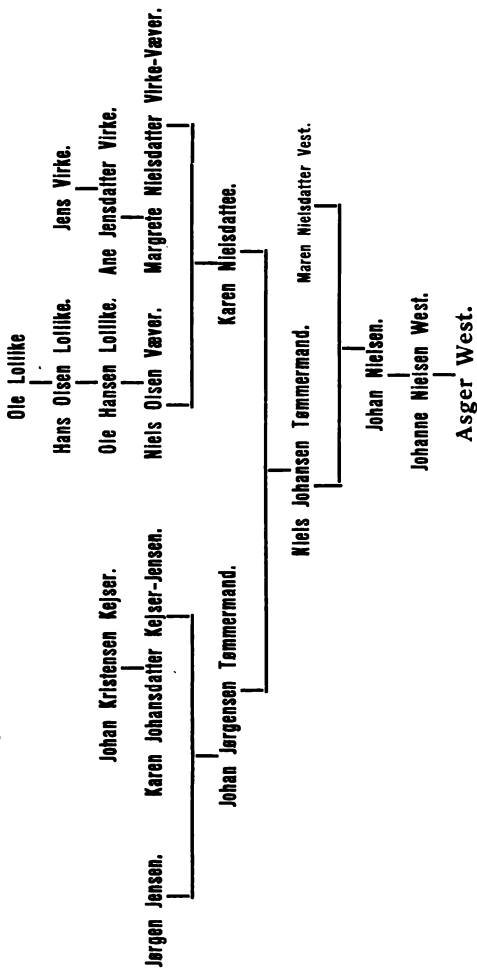 Ole Lollike
Hans Olsen Lollike. Jens Virke.
Johan Kristensen Kejser. Ole Hansen Lollike. Ane Jensdatter Virke.
Jørgen Jensen. Karen Johansdatter Kejser-Jensen. Niels Olsen Væver. Margrete Nielsdatter Virke-Væver.
Johan Jørgensen Tømmermand. Karen Nielsdattee.
Niels Johansen Tømmermand. Maren Nielsdatter Vest.
Johan Nielsen.
Johanne Nielsen West.
Asger West.